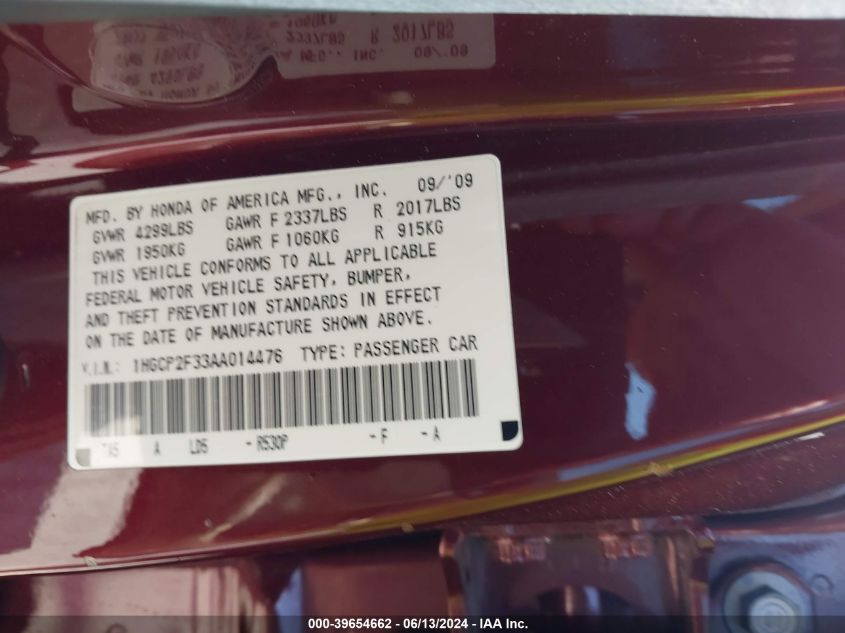 MFD. BY HONDA OF AMERICA MFG., INC. 09/'09
GVWR 4299LBS GAWR F 2337LBS R 2017LBS
GVWR 1950KG GAWR F 1060KG R 915KG
THIS VEHICLE CONFORMS TO ALL APPLICABLE
FEDERAL MOTOR VEHICLE SAFETY, BUMPER,
AND THEFT PREVENTION STANDARDS IN EFFECT
ON THE DATE OF MANUFACTURE SHOWN ABOVE.
V.I.N.: 1HGCP2F33AA014476 TYPE: PASSENGER CAR
A LDS -R530P -F -A
000-39654662 / 06/13/2024 - IAA Inc.